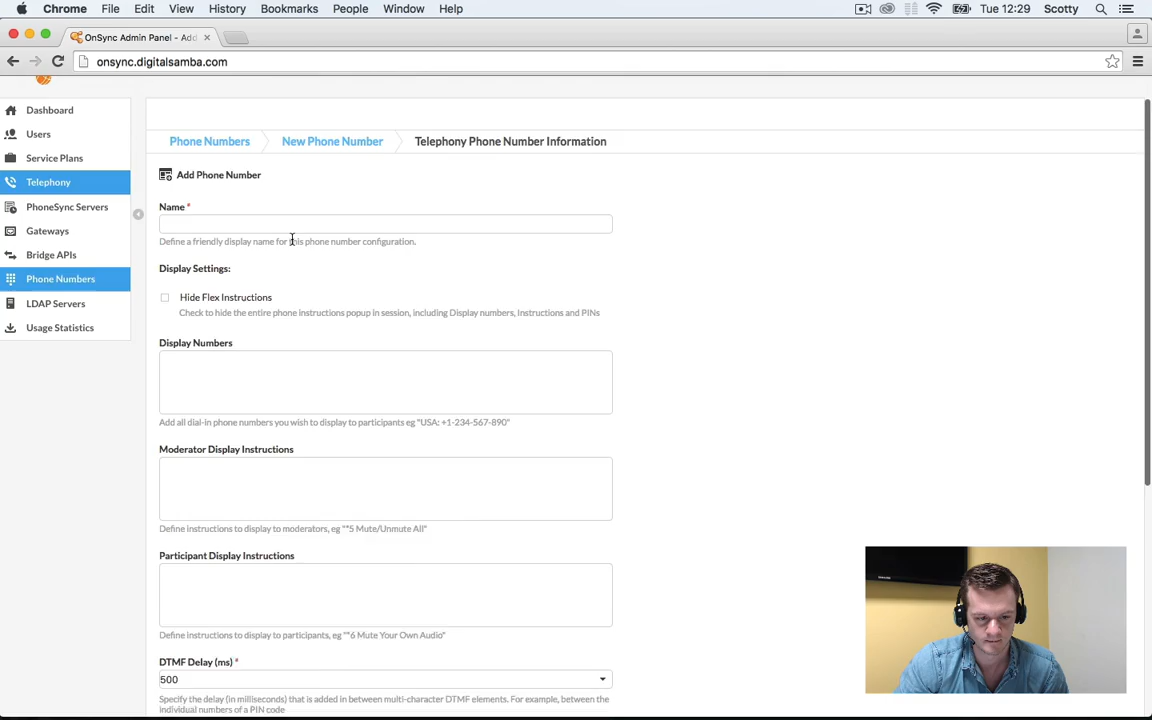 Chrome File Edit View History Bookmarks People Window Help Tue 12:29 Scotty
OnSync Admin Panel - Add
onsync.digitalsamba.com
Dashboard
Users
Service Plans
Telephony
PhoneSync Servers
Gateways
Bridge APIs
Phone Numbers
LDAP Servers
Usage Statistics
Phone Numbers New Phone Number Telephony Phone Number Information
Add Phone Number
Name *
Define a friendly display name for this phone number configuration.
Display Settings:
Hide Flex Instructions
Check to hide the entire phone instructions popup in session, including Display numbers, Instructions and PINs
Display Numbers
Add all dial-in phone numbers you wish to display to participants eg "USA: +1-234-567-890"
Moderator Display Instructions
Define instructions to display to moderators, eg "*5 Mute/Unmute All"
Participant Display Instructions
Define instructions to display to participants, eg "*6 Mute Your Own Audio"
DTMF Delay (ms) *
500
Specify the delay (in milliseconds) that is added in between multi-character DTMF elements. For example, between the
individual numbers of a PIN code